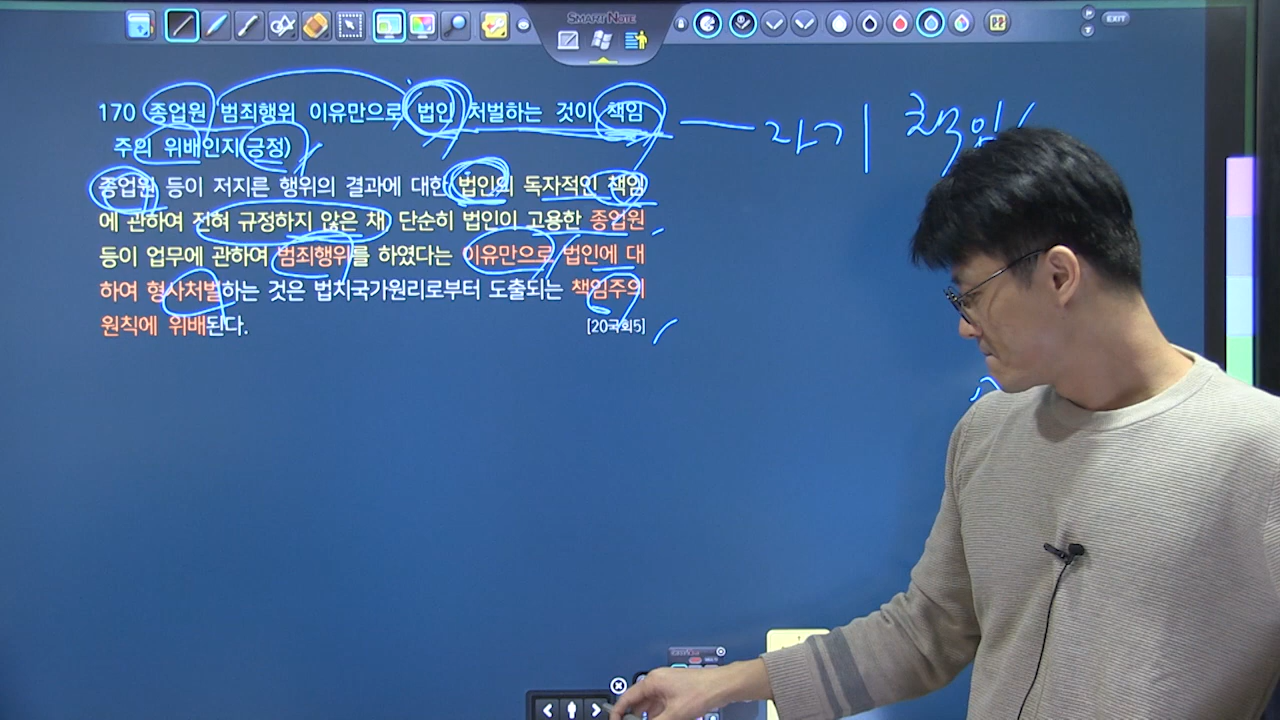 SMART NOTE
EXIT
170 종업원 범죄행위 이유만으로 법인 처벌하는 것이 책임
주의 위배인지(긍정)
종업원 등이 저지른 행위의 결과에 대한 법인의 독자적인 책임
에 관하여 전혀 규정하지 않은 채, 단순히 법인이 고용한 종업원
등이 업무에 관하여 범죄행위를 하였다는 이유만으로 법인에 대
하여 형사처벌하는 것은 법치국가원리로부터 도출되는 책임주의
원칙에 위배된다.
[20국회5]
자기 책임